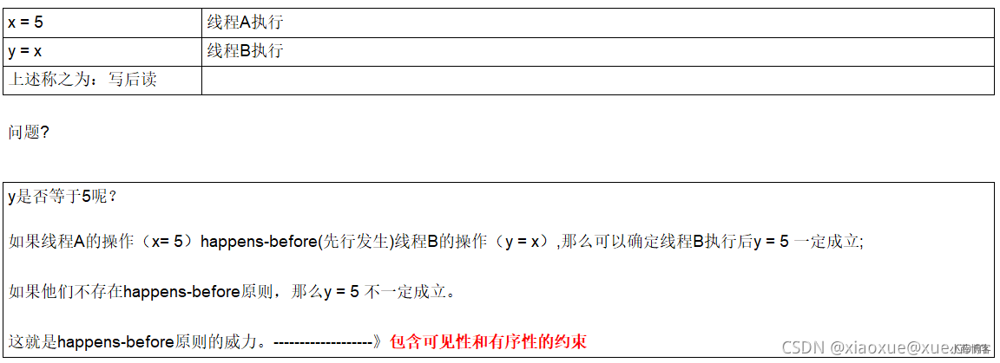 x = 5 线程A执行
y = x 线程B执行
上述称之为：写后读
问题?
y是否等于5呢？
如果线程A的操作（x= 5）happens-before(先行发生)线程B的操作（y = x）,那么可以确定线程B执行后y = 5 一定成立;
如果他们不存在happens-before原则，那么y = 5 不一定成立。
这就是happens-before原则的威力。-------------------》包含可见性和有序性的约束
CSDN @xiaoxue@xue